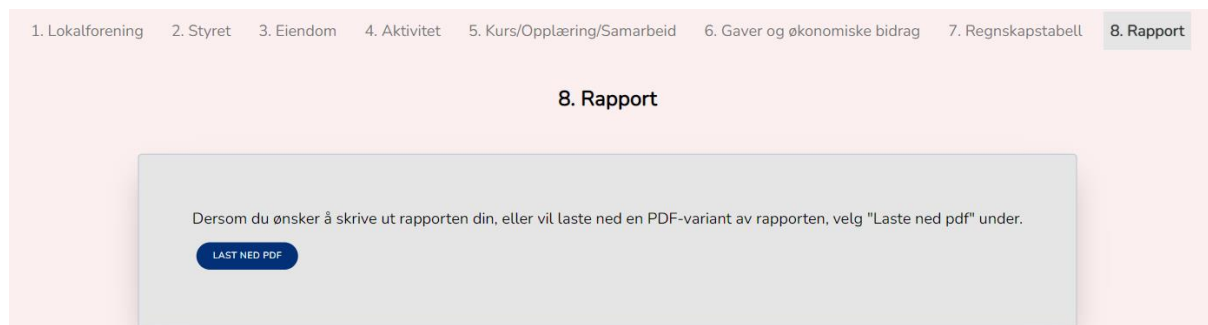 1. Lokalforening 2. Styret 3. Eiendom 4. Aktivitet 5. Kurs/Opplæring/Samarbeid 6. Gaver og økonomiske bidrag 7. Regnskapstabell 8. Rapport
8. Rapport
Dersom du ønsker å skrive ut rapporten din, eller vil laste ned en PDF-variant av rapporten, velg "Laste ned pdf" under.
LAST NED PDF